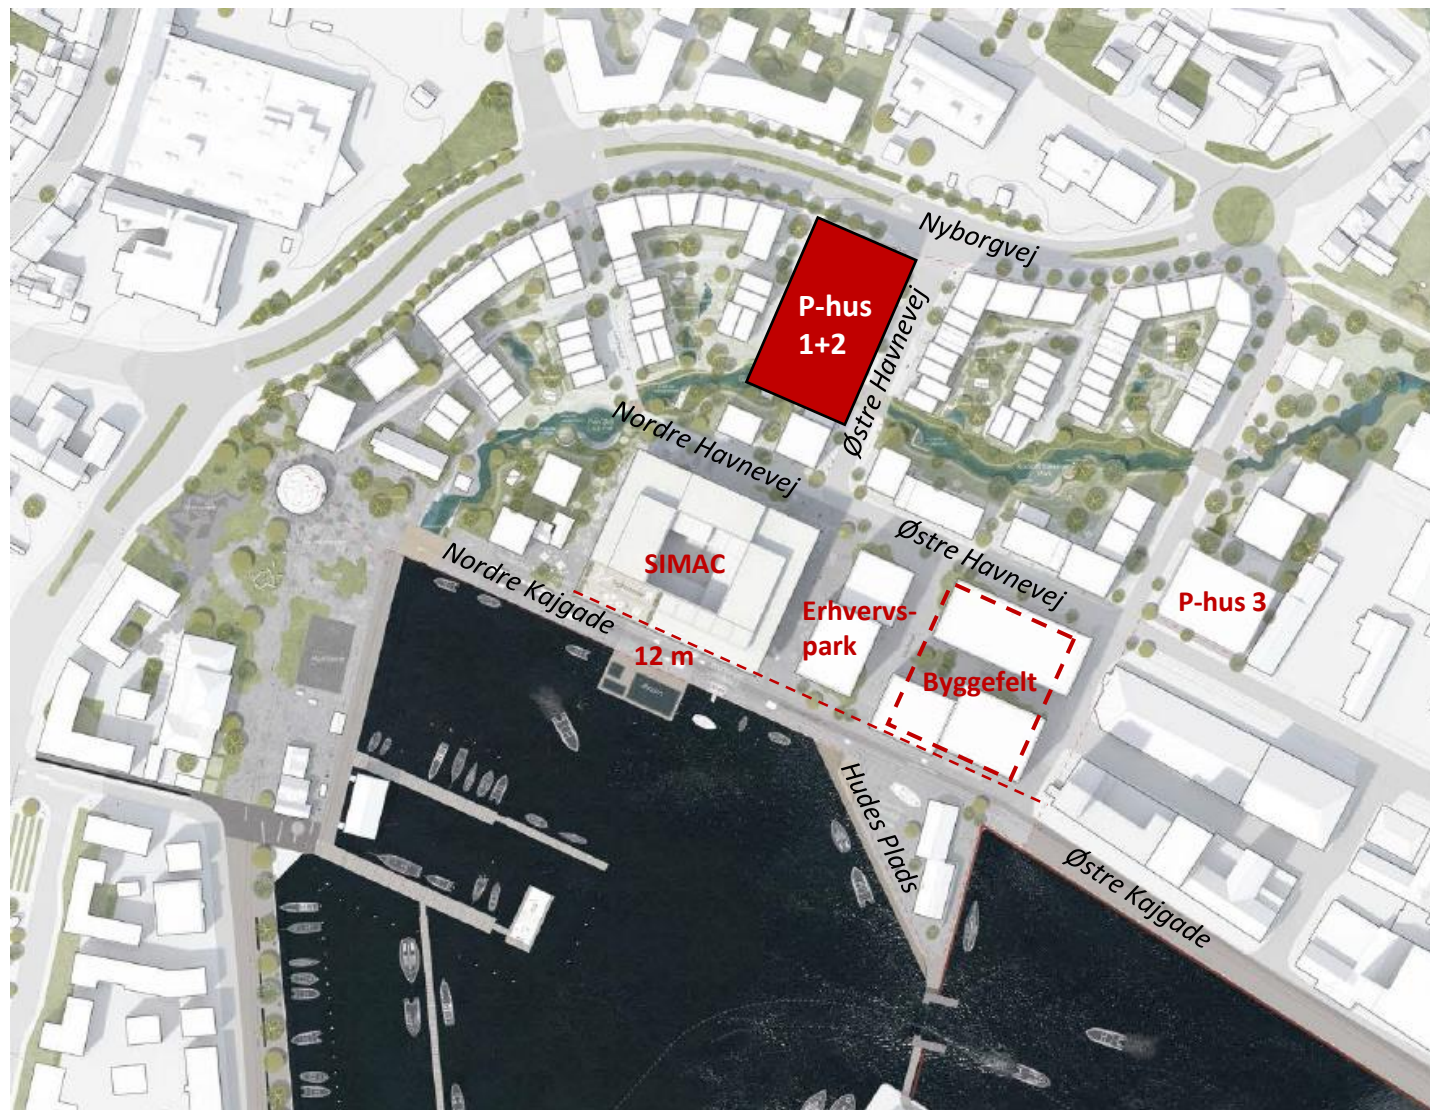 Nyborgvej
P-hus
1+2
Østre Havnevej
Nordre Havnevej
Østre Havnevej
SIMAC
Nordre Kajgade
Erhvervs-
park
P-hus 3
12 m
Byggefelt
Hudes Plads
Østre Kajgade